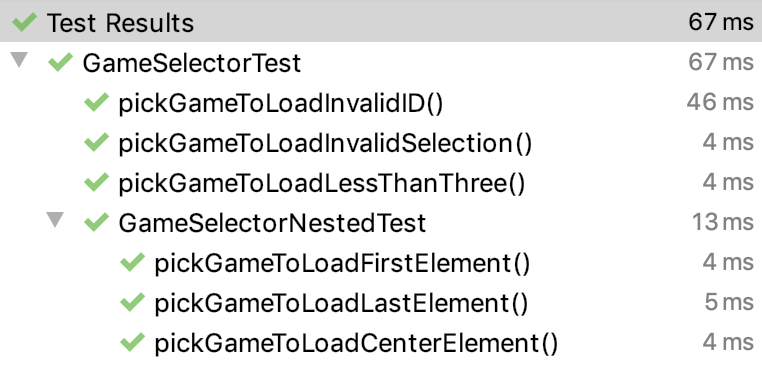 Test Results 67 ms
GameSelectorTest 67 ms
pickGameToLoadInvalidID() 46 ms
pickGameToLoadInvalidSelection() 4 ms
pickGameToLoadLessThanThree() 4 ms
GameSelectorNestedTest 13 ms
pickGameToLoadFirstElement() 4 ms
pickGameToLoadLastElement() 5 ms
pickGameToLoadCenterElement() 4 ms